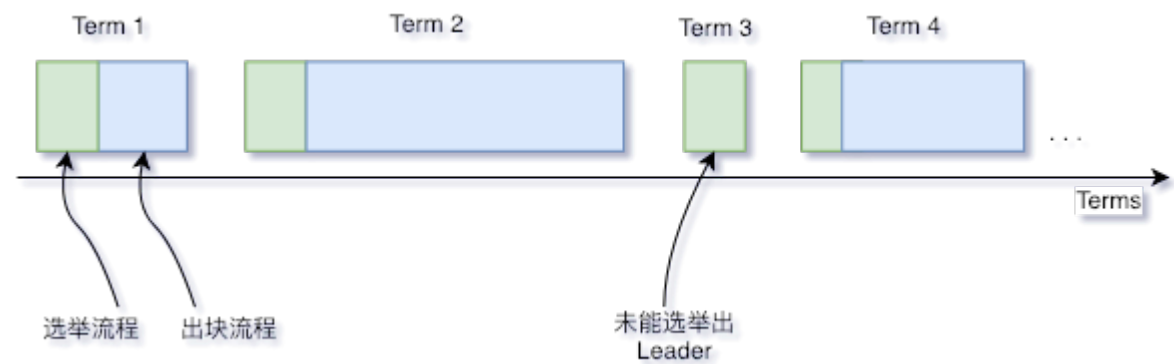 Term 1
Term 2
Term 3
Term 4
. . .
Terms
选举流程
出块流程
未能选举出
Leader